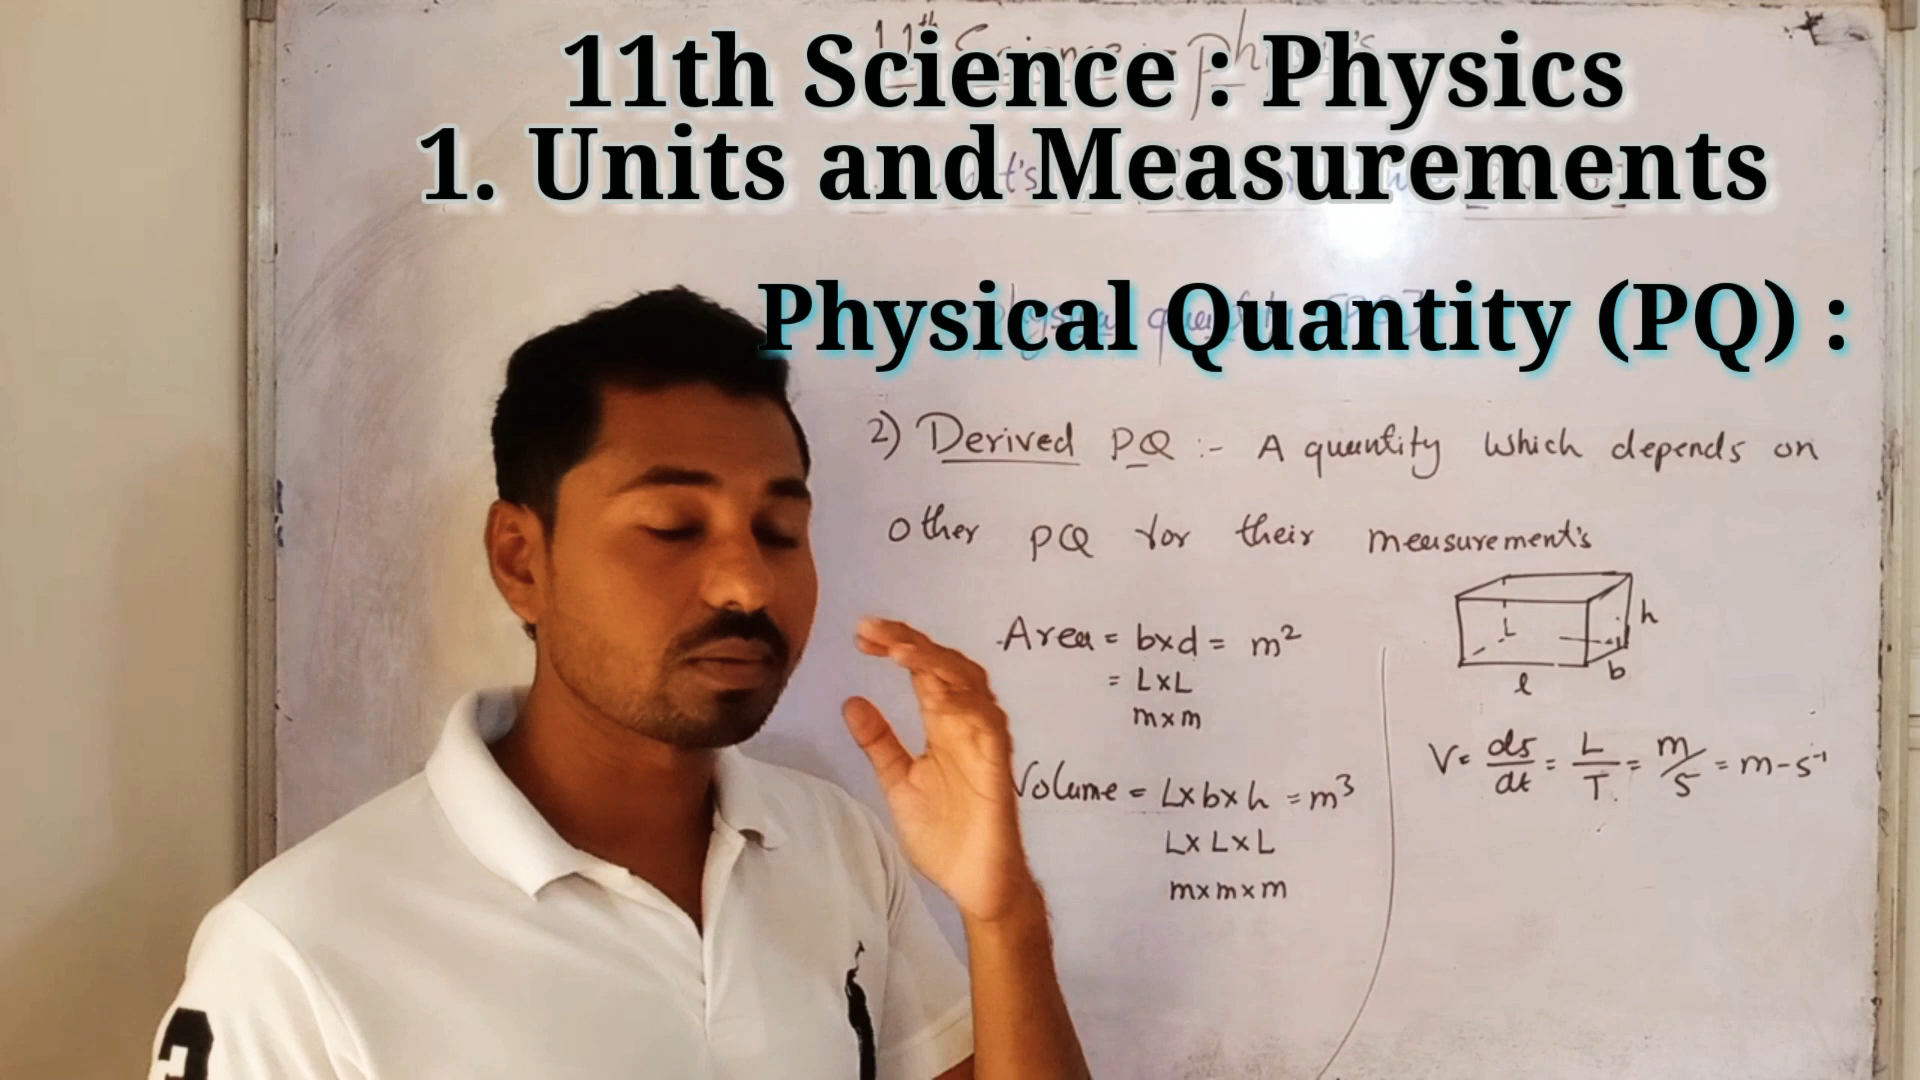 11th Science : Physics
1. Units and Measurements
Physical Quantity (PQ) :
2) Derived PQ :- A quantity which depends on
other PQ for their measurement's
Area = b×d = m²
= L×L
m×m
Volume = L×b×h = m³
L×L×L
m×m×m
h
L
b
l
V = ds/dt = L/T = m/s = m-s⁻¹